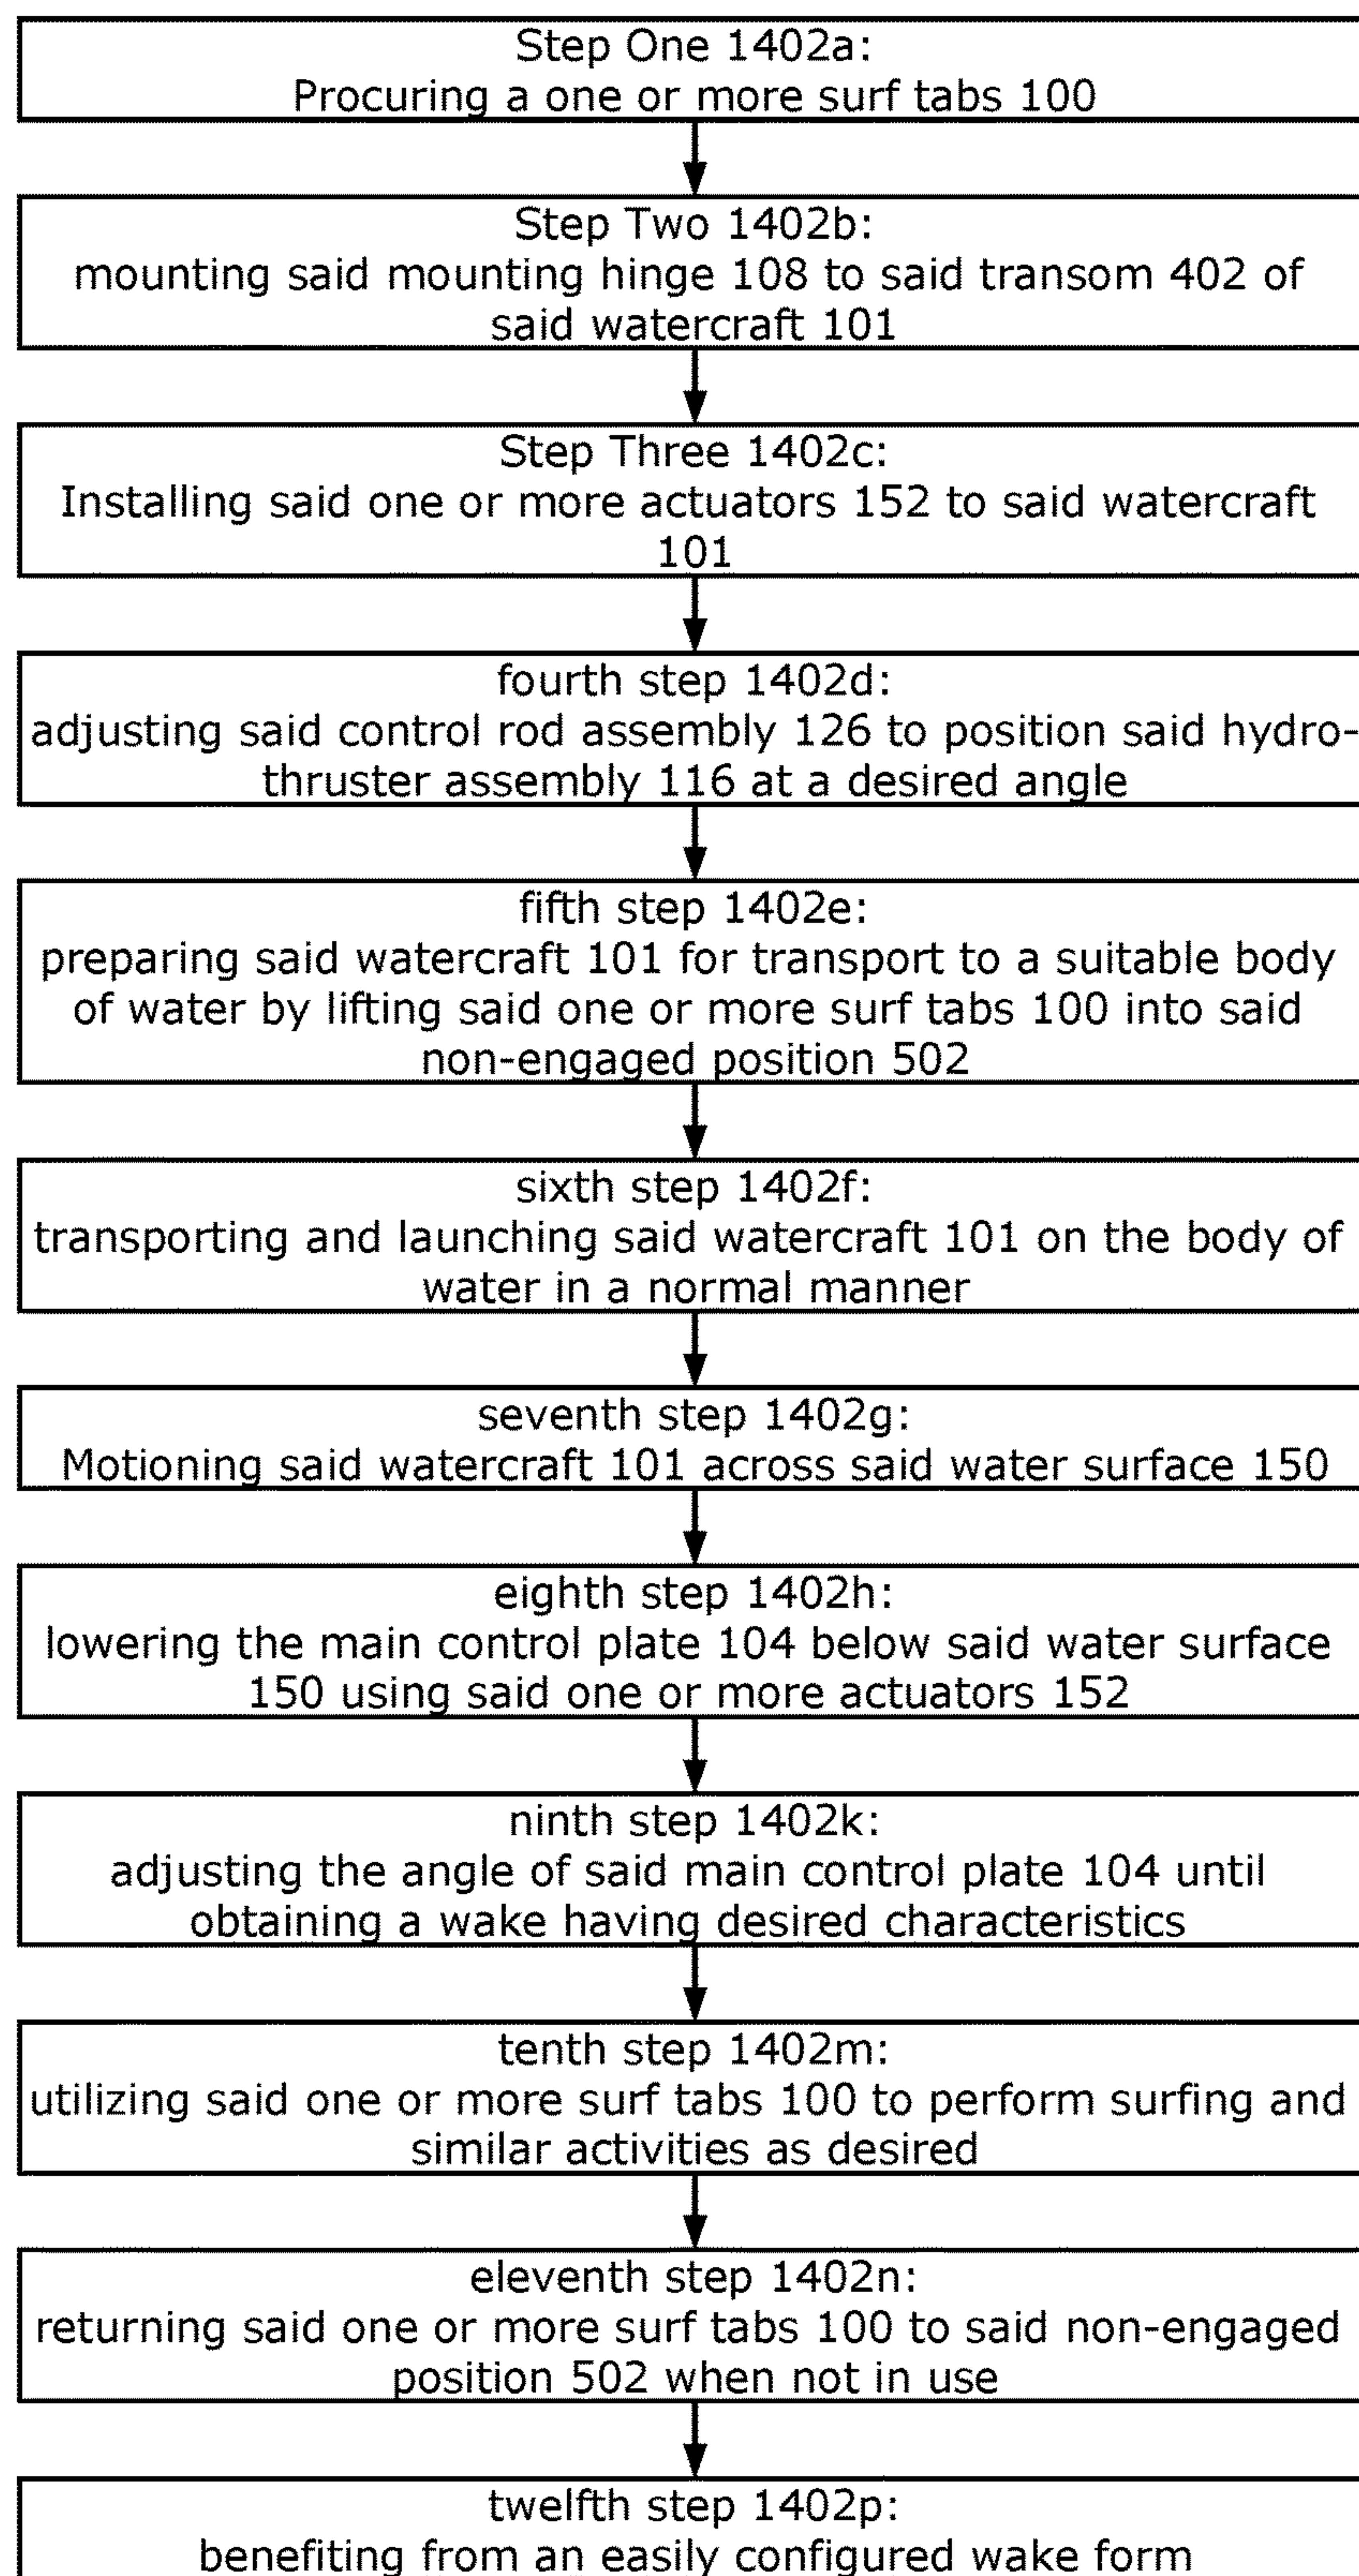 Step One 1402a:
Procuring a one or more surf tabs 100
Step Two 1402b:
mounting said mounting hinge 108 to said transom 402 of
said watercraft 101
Step Three 1402c:
Installing said one or more actuators 152 to said watercraft
101
fourth step 1402d:
adjusting said control rod assembly 126 to position said hydro-
thruster assembly 116 at a desired angle
fifth step 1402e:
preparing said watercraft 101 for transport to a suitable body
of water by lifting said one or more surf tabs 100 into said
non-engaged position 502
sixth step 1402f:
transporting and launching said watercraft 101 on the body of
water in a normal manner
seventh step 1402g:
Motioning said watercraft 101 across said water surface 150
eighth step 1402h:
lowering the main control plate 104 below said water surface
150 using said one or more actuators 152
ninth step 1402k:
adjusting the angle of said main control plate 104 until
obtaining a wake having desired characteristics
tenth step 1402m:
utilizing said one or more surf tabs 100 to perform surfing and
similar activities as desired
eleventh step 1402n:
returning said one or more surf tabs 100 to said non-engaged
position 502 when not in use
twelfth step 1402p:
benefiting from an easily configured wake form